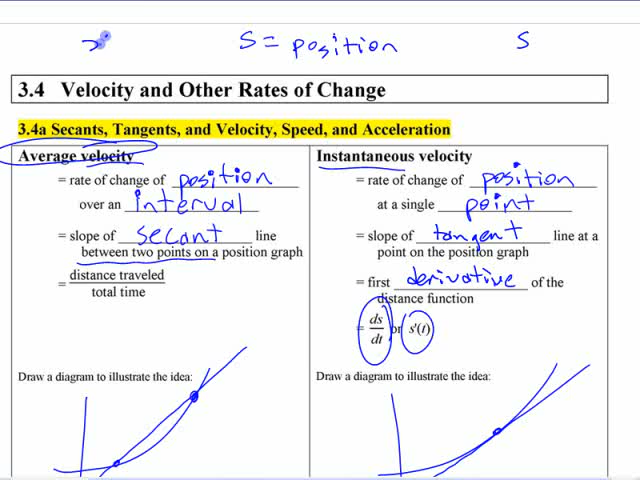 S = position S
3.4 Velocity and Other Rates of Change
3.4a Secants, Tangents, and Velocity, Speed, and Acceleration
Average velocity
= rate of change of position
over an interval
= slope of secant line
between two points on a position graph
= distance traveled
total time
Draw a diagram to illustrate the idea:
Instantaneous velocity
= rate of change of position
at a single point
= slope of tangent line at a
point on the position graph
= first derivative of the
distance function
= ds
dt or s'(t)
Draw a diagram to illustrate the idea: